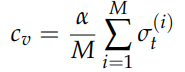 $c_v = \frac{\alpha}{M} \sum_{i=1}^{M} \sigma_t^{(i)}$